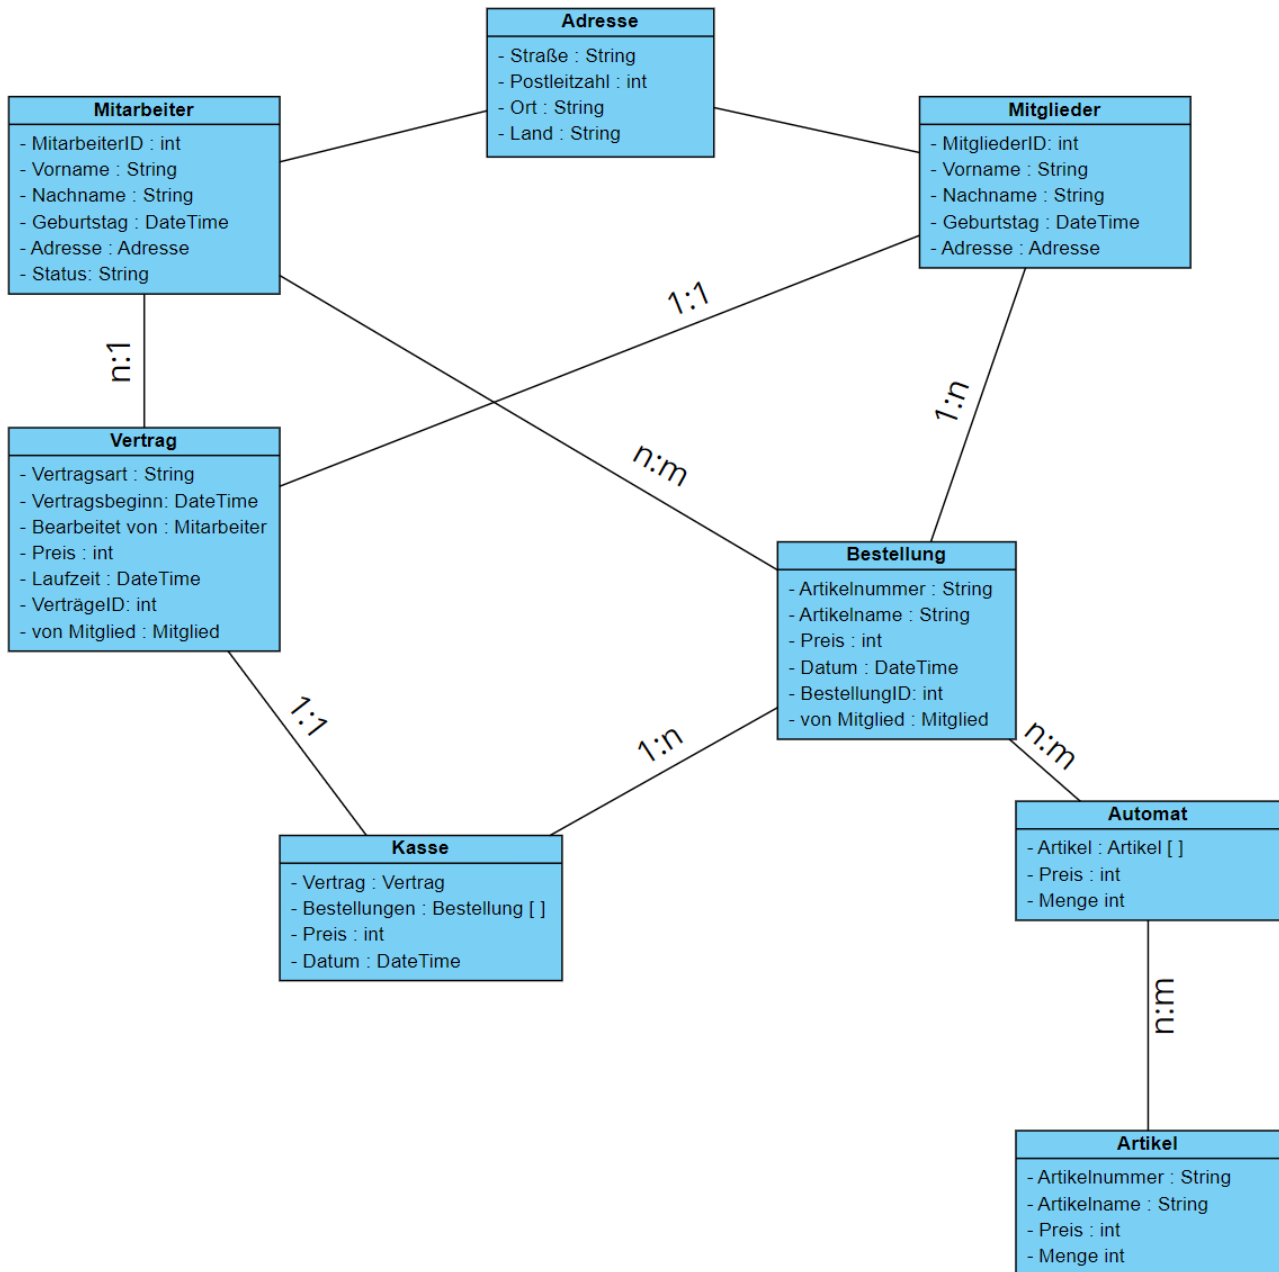 Adresse
- Straße : String
- Postleitzahl : int
- Ort : String
- Land : String
Mitarbeiter
- MitarbeiterID : int
- Vorname : String
- Nachname : String
- Geburtstag : DateTime
- Adresse : Adresse
- Status: String
Mitglieder
- MitgliederID: int
- Vorname : String
- Nachname : String
- Geburtstag : DateTime
- Adresse : Adresse
n:1
1:1
n:m
1:n
Vertrag
- Vertragsart : String
- Vertragsbeginn: DateTime
- Bearbeitet von : Mitarbeiter
- Preis : int
- Laufzeit : DateTime
- VerträgeID: int
- von Mitglied : Mitglied
Bestellung
- Artikelnummer : String
- Artikelname : String
- Preis : int
- Datum : DateTime
- BestellungID: int
- von Mitglied : Mitglied
1:1
1:n
n:m
Kasse
- Vertrag : Vertrag
- Bestellungen : Bestellung [ ]
- Preis : int
- Datum : DateTime
Automat
- Artikel : Artikel [ ]
- Preis : int
- Menge int
n:m
Artikel
- Artikelnummer : String
- Artikelname : String
- Preis : int
- Menge int